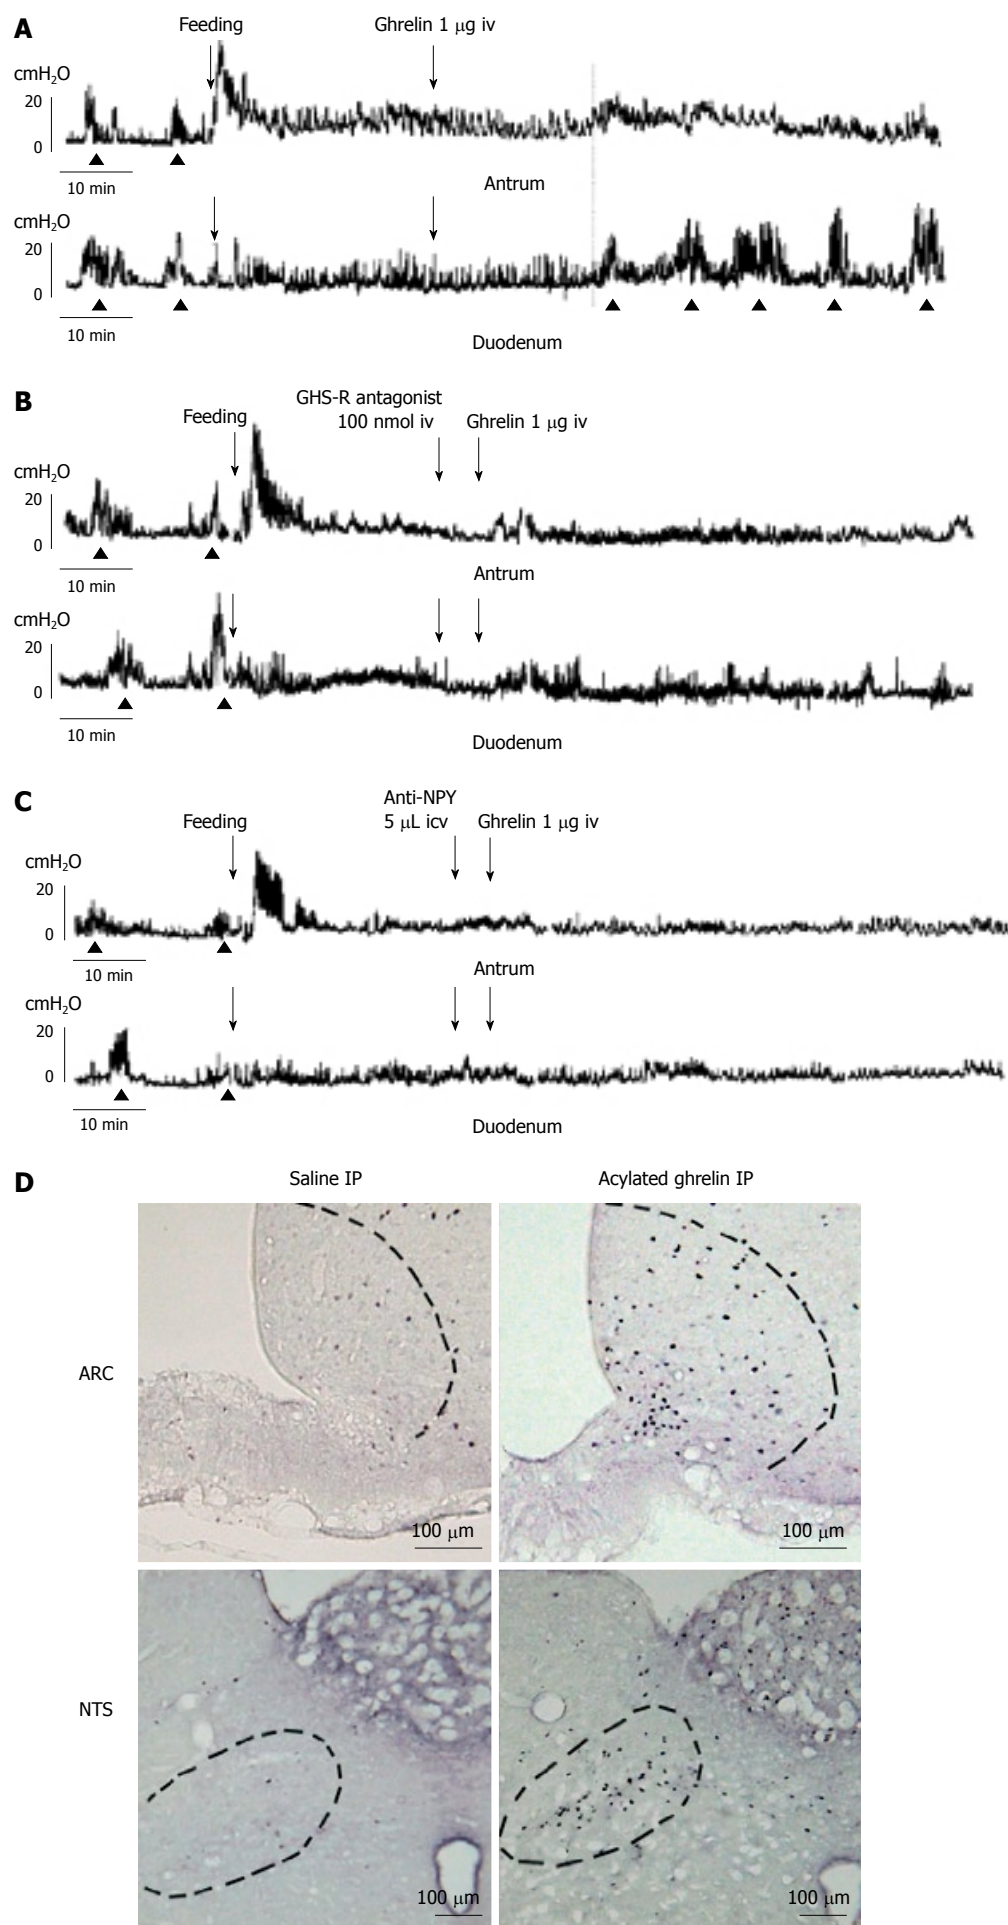 A
Feeding
Ghrelin 1 μg iv
cmH₂O
20
0
10 min
Antrum
cmH₂O
20
0
10 min
Duodenum
B
GHS-R antagonist
100 nmol iv
Feeding
Ghrelin 1 μg iv
cmH₂O
20
0
10 min
Antrum
cmH₂O
20
0
10 min
Duodenum
C
Anti-NPY
5 μL icv
Feeding
Ghrelin 1 μg iv
cmH₂O
20
0
10 min
Antrum
cmH₂O
20
0
10 min
Duodenum
D
Saline IP
Acylated ghrelin IP
ARC
100 μm
100 μm
NTS
100 μm
100 μm